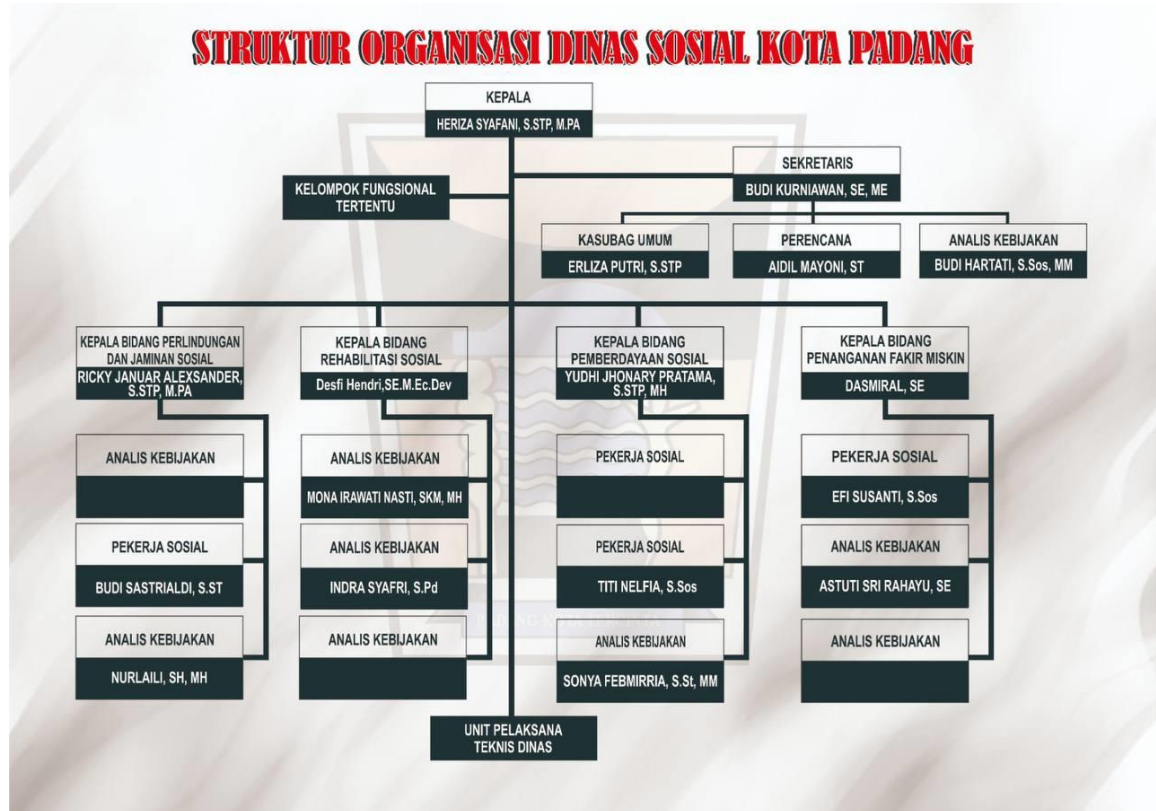 STRUKTUR ORGANISASI DINAS SOSIAL KOTA PADANG
KEPALA
HERIZA SYAFANI, S.STP, M.PA
KELOMPOK FUNGSIONAL
TERTENTU
SEKRETARIS
BUDI KURNIAWAN, SE, ME
KASUBAG UMUM
ERLIZA PUTRI, S.STP
PERENCANA
AIDIL MAYONI, ST
ANALIS KEBIJAKAN
BUDI HARTATI, S.Sos, MM
KEPALA BIDANG PERLINDUNGAN
DAN JAMINAN SOSIAL
RICKY JANUAR ALEXSANDER,
S.STP, M.PA
ANALIS KEBIJAKAN
PEKERJA SOSIAL
BUDI SASTRIALDI, S.ST
ANALIS KEBIJAKAN
NURLAILI, SH, MH
KEPALA BIDANG
REHABILITAS SOSIAL
Desfi Hendri,SE.M.Ec.Dev
ANALIS KEBIJAKAN
MONA IRAWATI NASTI, SKM, MH
ANALIS KEBIJAKAN
INDRA SYAFRI, S.Pd
ANALIS KEBIJAKAN
KEPALA BIDANG
PEMBERDAYAAN SOSIAL
YUDHI JHONARY PRATAMA,
S.STP, MH
PEKERJA SOSIAL
PEKERJA SOSIAL
TITI NELFIA, S.Sos
ANALIS KEBIJAKAN
SONYA FEBMIRRIA, S.St, MM
KEPALA BIDANG
PENANGANAN FAKIR MISKIN
DASMIRAL, SE
PEKERJA SOSIAL
EFI SUSANTI, S.Sos
ANALIS KEBIJAKAN
ASTUTI SRI RAHAYU, SE
ANALIS KEBIJAKAN
UNIT PELAKSANA
TEKNIS DINAS